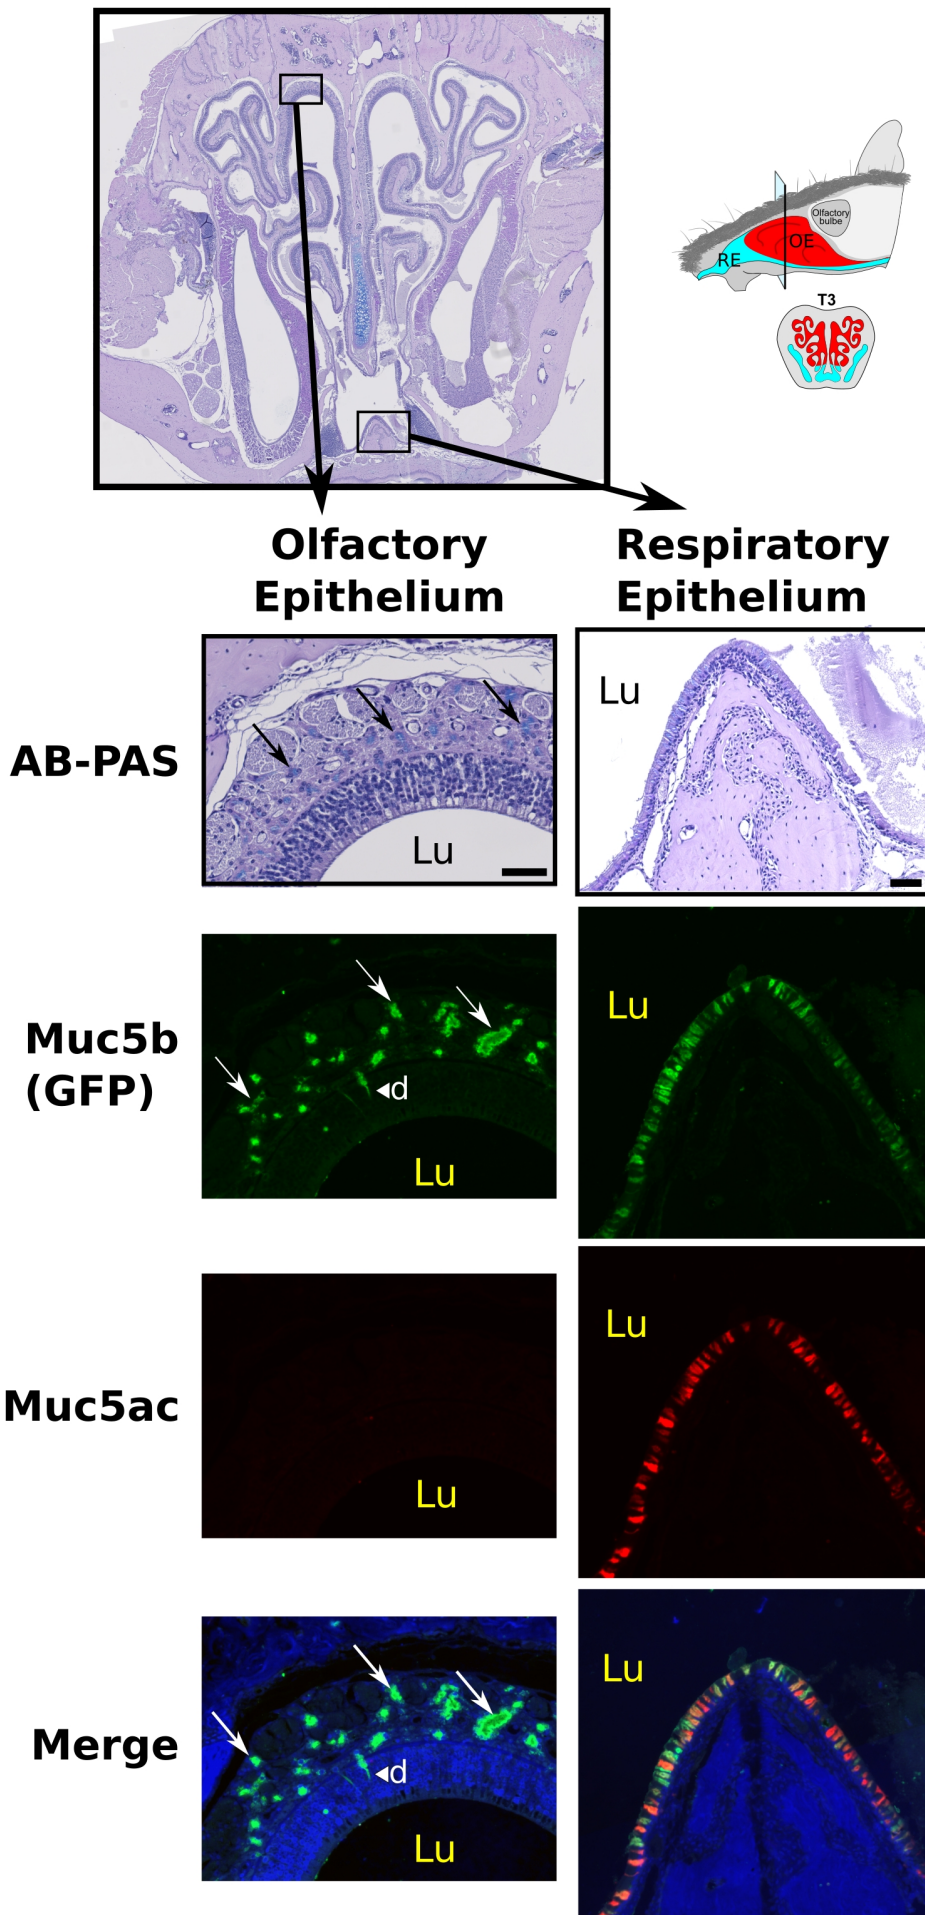 Olfactory
bulbe
OE
RE
T3
Olfactory
Epithelium
Respiratory
Epithelium
AB-PAS
Lu
Lu
Muc5b
(GFP)
d
Lu
Lu
Muc5ac
Lu
Lu
Merge
d
Lu
Lu